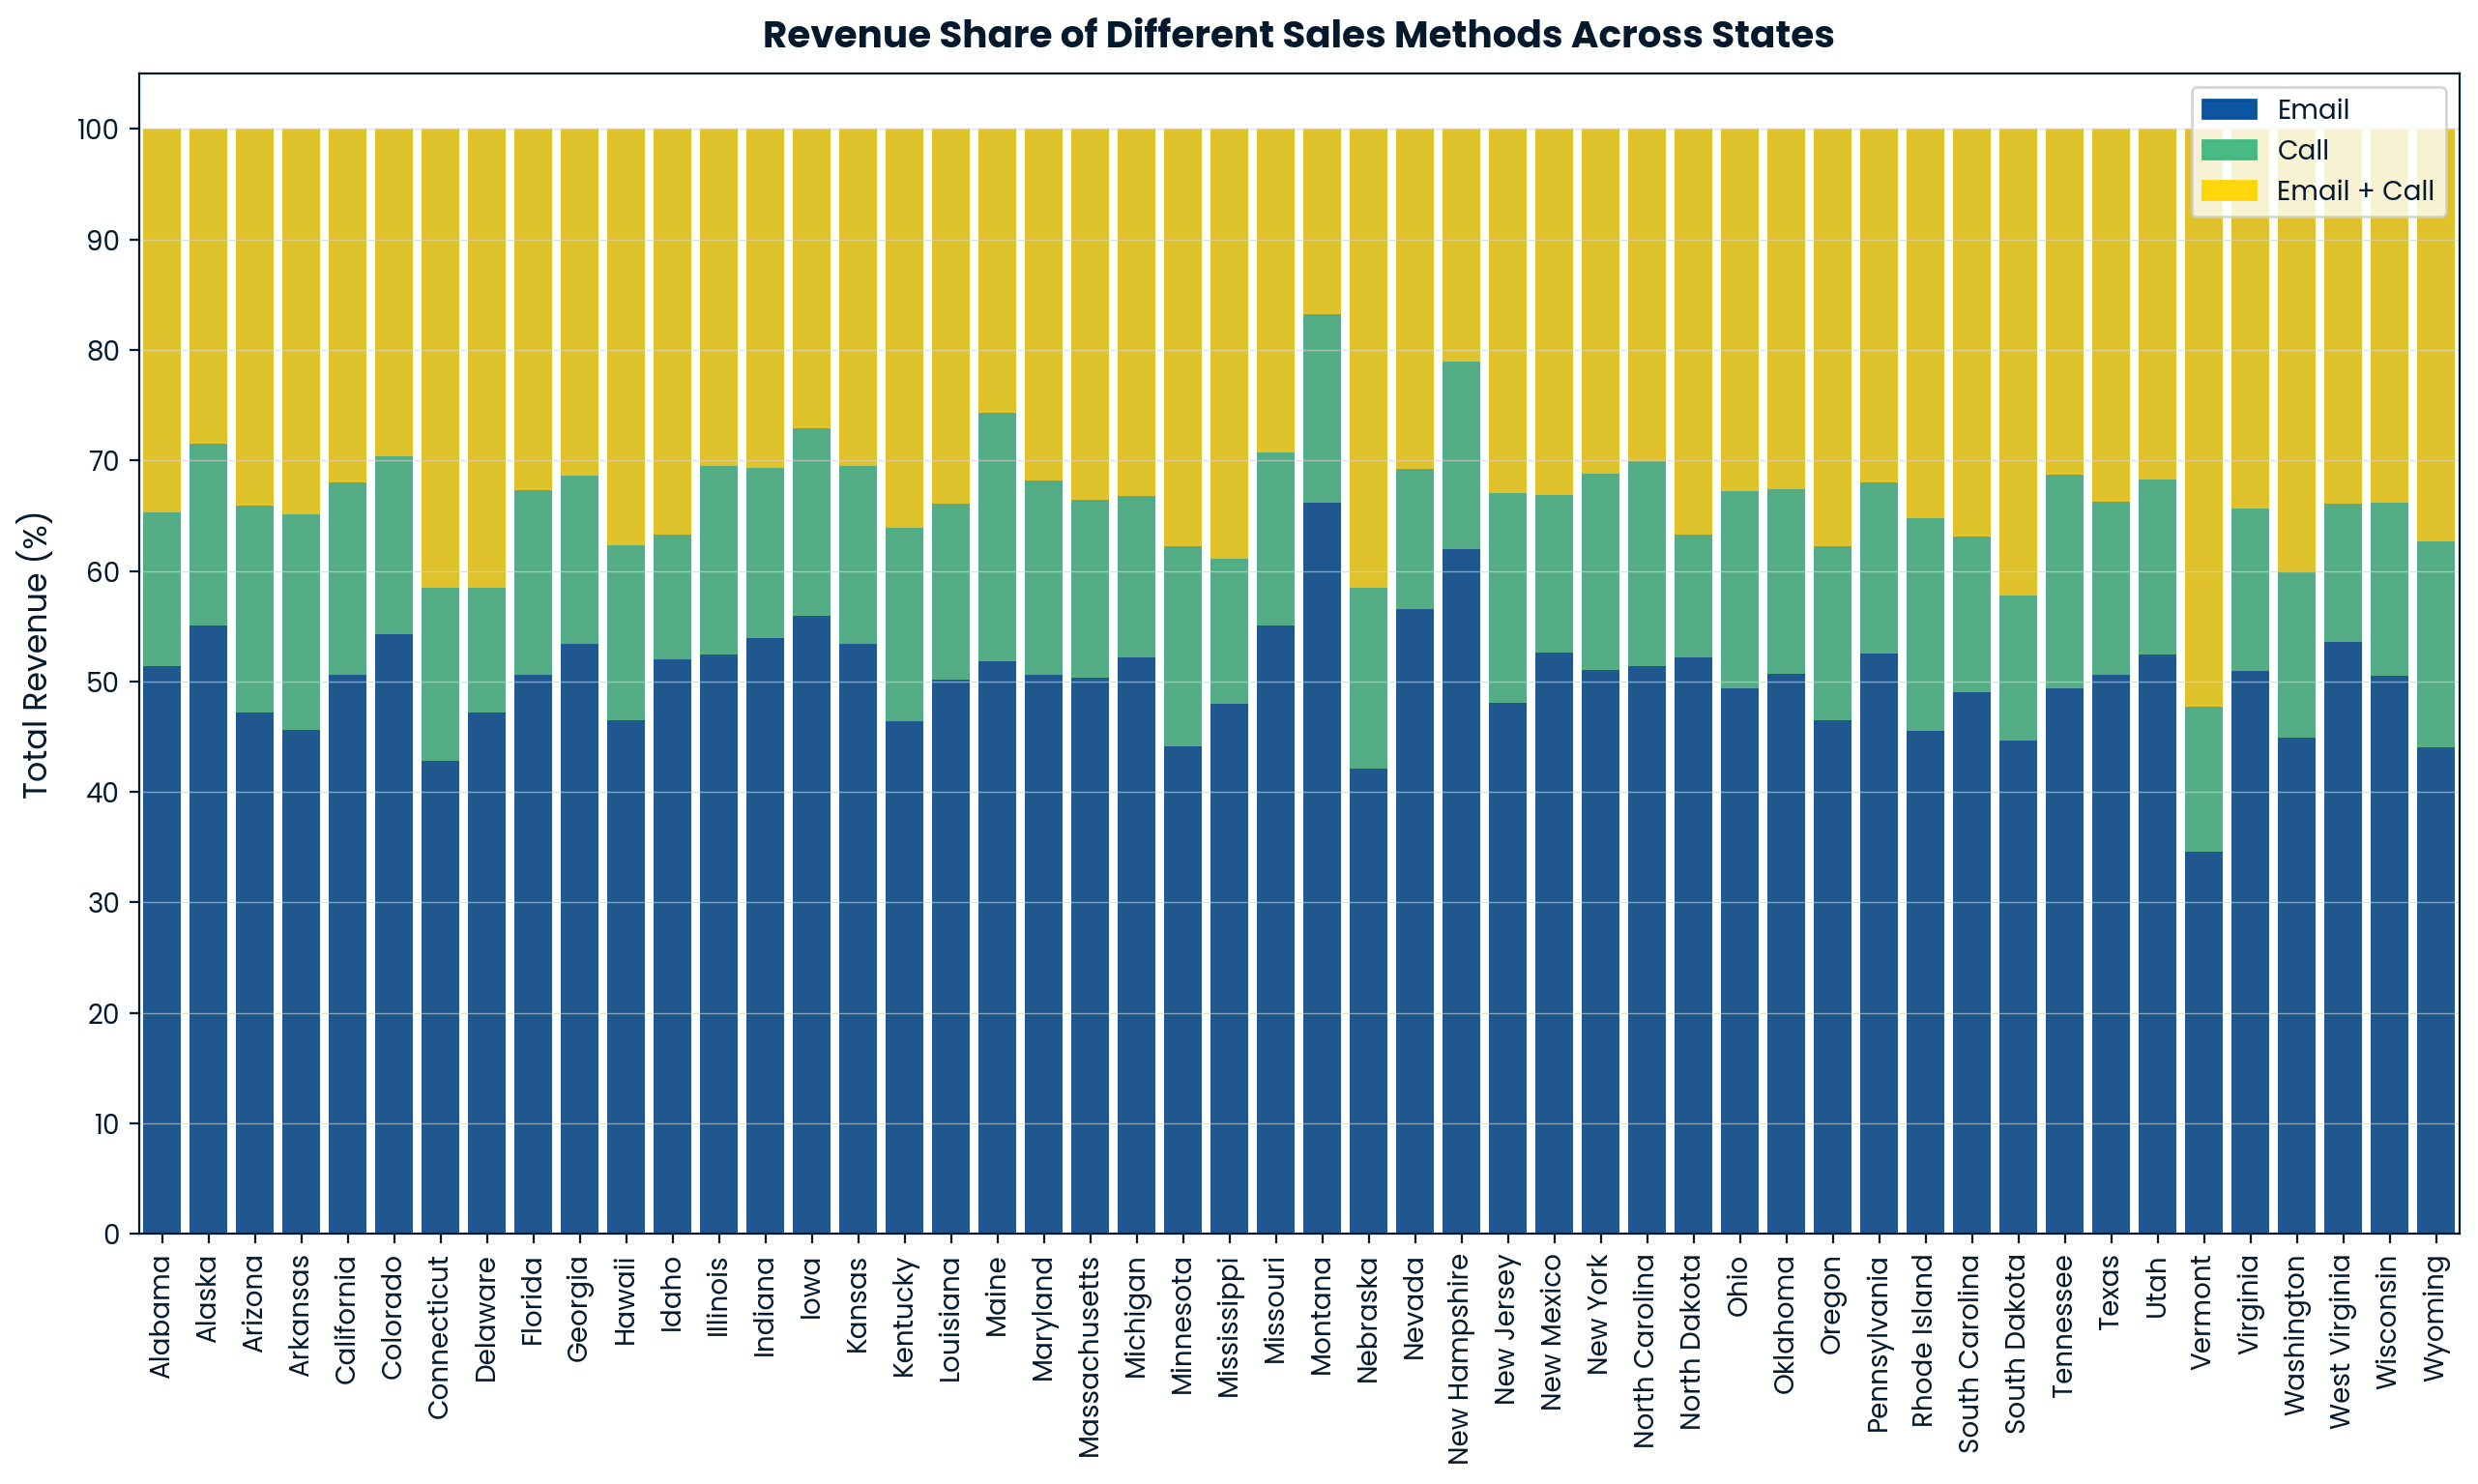 Revenue Share of Different Sales Methods Across States
Email
Call
Email + Call
Total Revenue (%)
100
90
80
70
60
50
40
30
20
10
0
Alabama
Alaska
Arizona
Arkansas
California
Colorado
Connecticut
Delaware
Florida
Georgia
Hawaii
Idaho
Illinois
Indiana
Iowa
Kansas
Kentucky
Louisiana
Maine
Maryland
Massachusetts
Michigan
Minnesota
Mississippi
Missouri
Montana
Nebraska
Nevada
New Hampshire
New Jersey
New Mexico
New York
North Carolina
North Dakota
Ohio
Oklahoma
Oregon
Pennsylvania
Rhode Island
South Carolina
South Dakota
Tennessee
Texas
Utah
Vermont
Virginia
Washington
West Virginia
Wisconsin
Wyoming